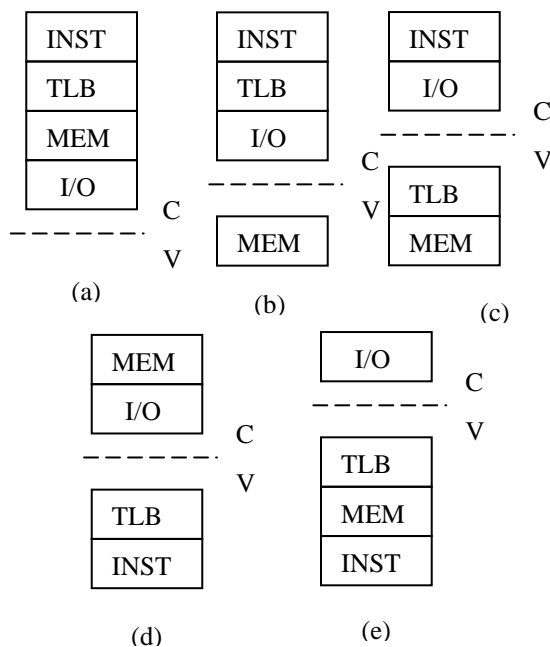 INST
TLB
MEM
I/O
C
V
(a)
INST
TLB
I/O
C
V
MEM
(b)
INST
I/O
C
V
TLB
MEM
(c)
MEM
I/O
C
V
TLB
INST
(d)
I/O
C
V
TLB
MEM
INST
(e)